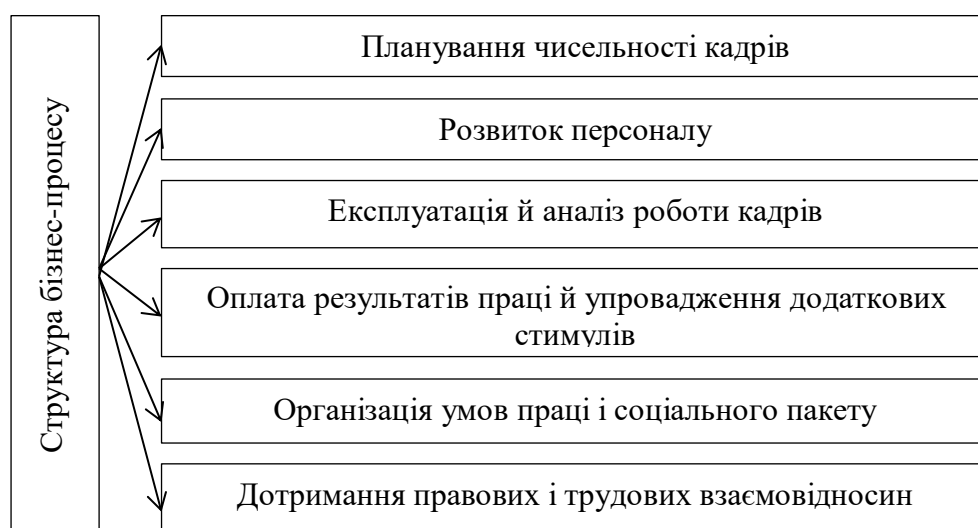 Структура бізнес-процесу
Планування чисельності кадрів
Розвиток персоналу
Експлуатація й аналіз роботи кадрів
Оплата результатів праці й упровадження додаткових
стимулів
Організація умов праці і соціального пакету
Дотримання правових і трудових взаємовідносин